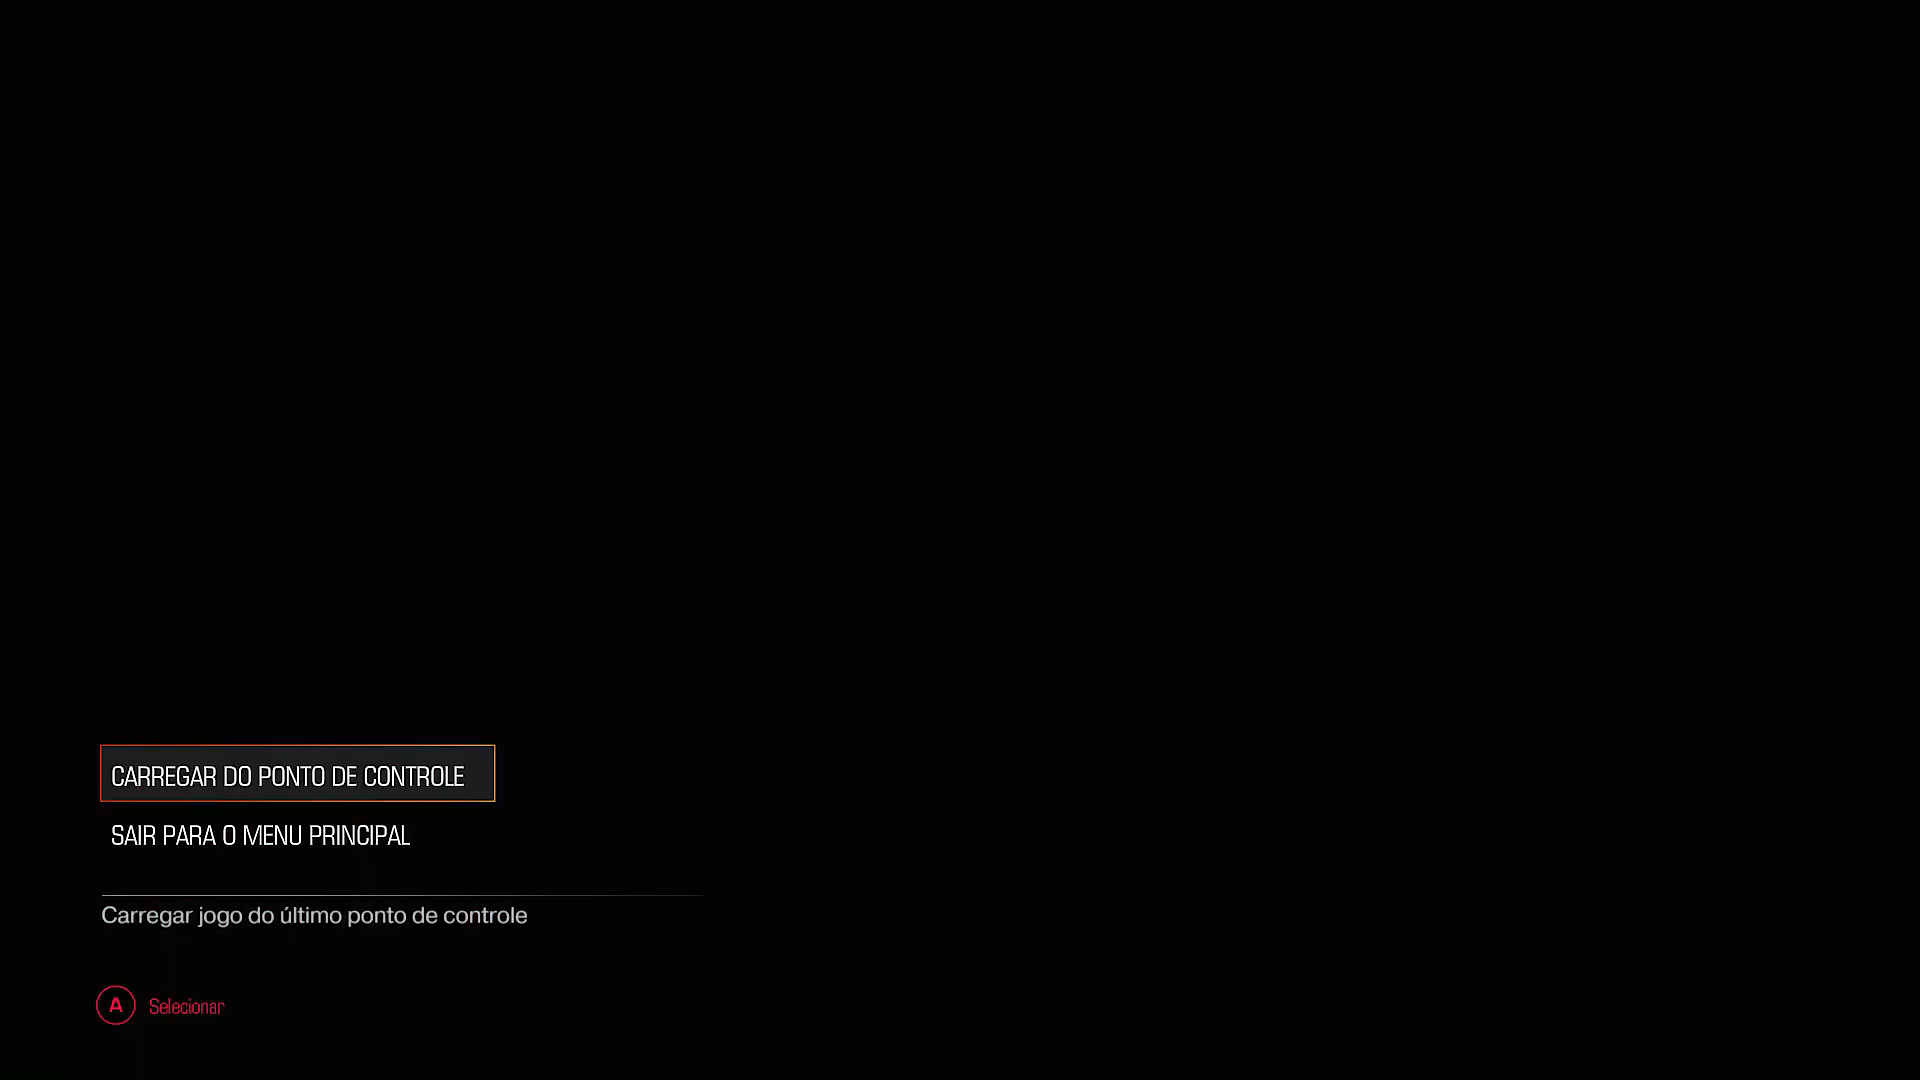 CARREGAR DO PONTO DE CONTROLE
SAIR PARA O MENU PRINCIPAL
Carregar jogo do último ponto de controle
A Selecionar